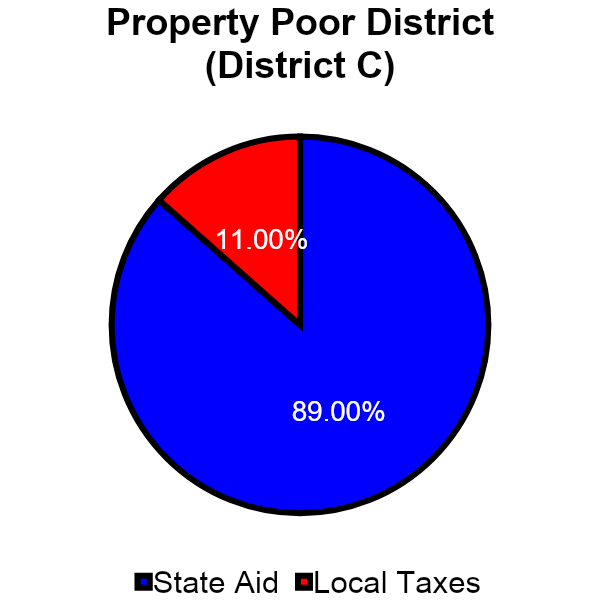 Property Poor District
(District C)
11.00%
89.00%
State Aid Local Taxes